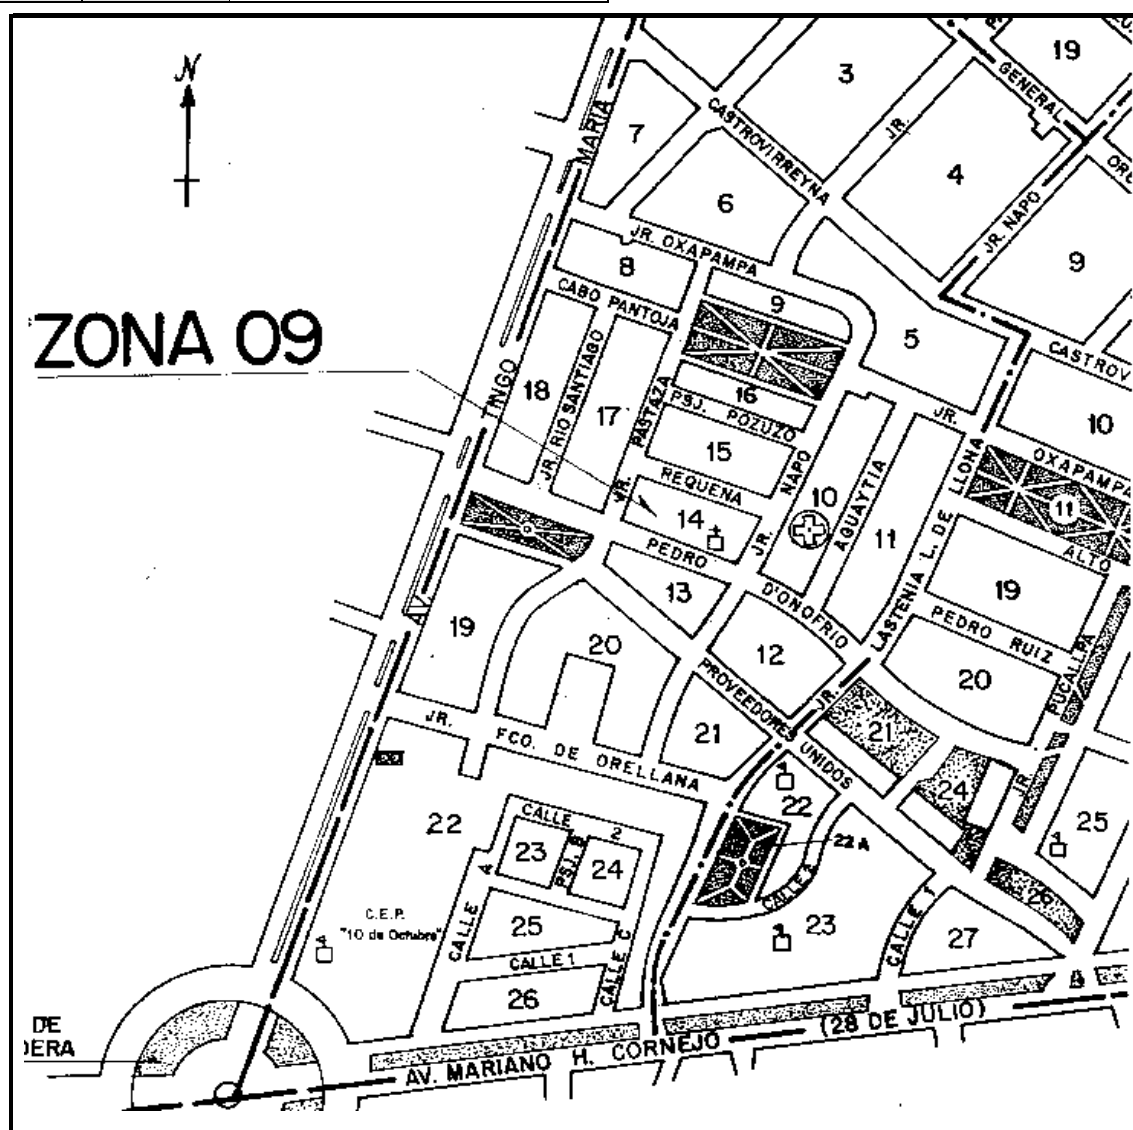 N
ZONA 09
MARIA
TINGO
AV.
3
19
GENERAL
JR.
7
CASTROVIRREYNA
4
6
JR. NAPO
9
JR. OXAPAMPA
8
9
CABO PANTOJA
5
CASTROV
18
JR. RIO SANTIAGO
17
JR. PASTAZA
16
PSJ. POZUZO
15
REQUENA
14
JR. NAPO
10
AGUAYTIA
11
JR.
OXAPAMPA
10
11
ALTO
JR. LASTENIA L. DE LLONA
PEDRO D'ONOFRIO
13
12
19
PEDRO RUIZ
20
JR. PUCALLPA
19
20
PROVEEDORES UNIDOS
21
21
24
25
JR. FCO. DE ORELLANA
22
22
22 A
CALLE 2
23
PSJ. B
24
CALLE A
C.E.P.
"10 de Octubre"
25
CALLE 1
26
CALLE C
23
CALLE 1
27
26
DE
DERA
AV. MARIANO H. CORNEJO (28 DE JULIO)